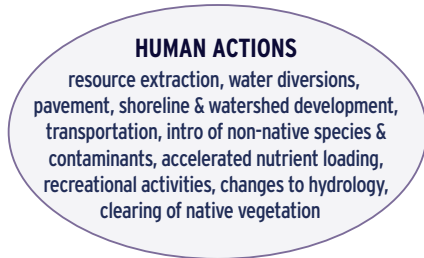 HUMAN ACTIONS
resource extraction, water diversions,
pavement, shoreline & watershed development,
transportation, intro of non-native species &
contaminants, accelerated nutrient loading,
recreational activities, changes to hydrology,
clearing of native vegetation